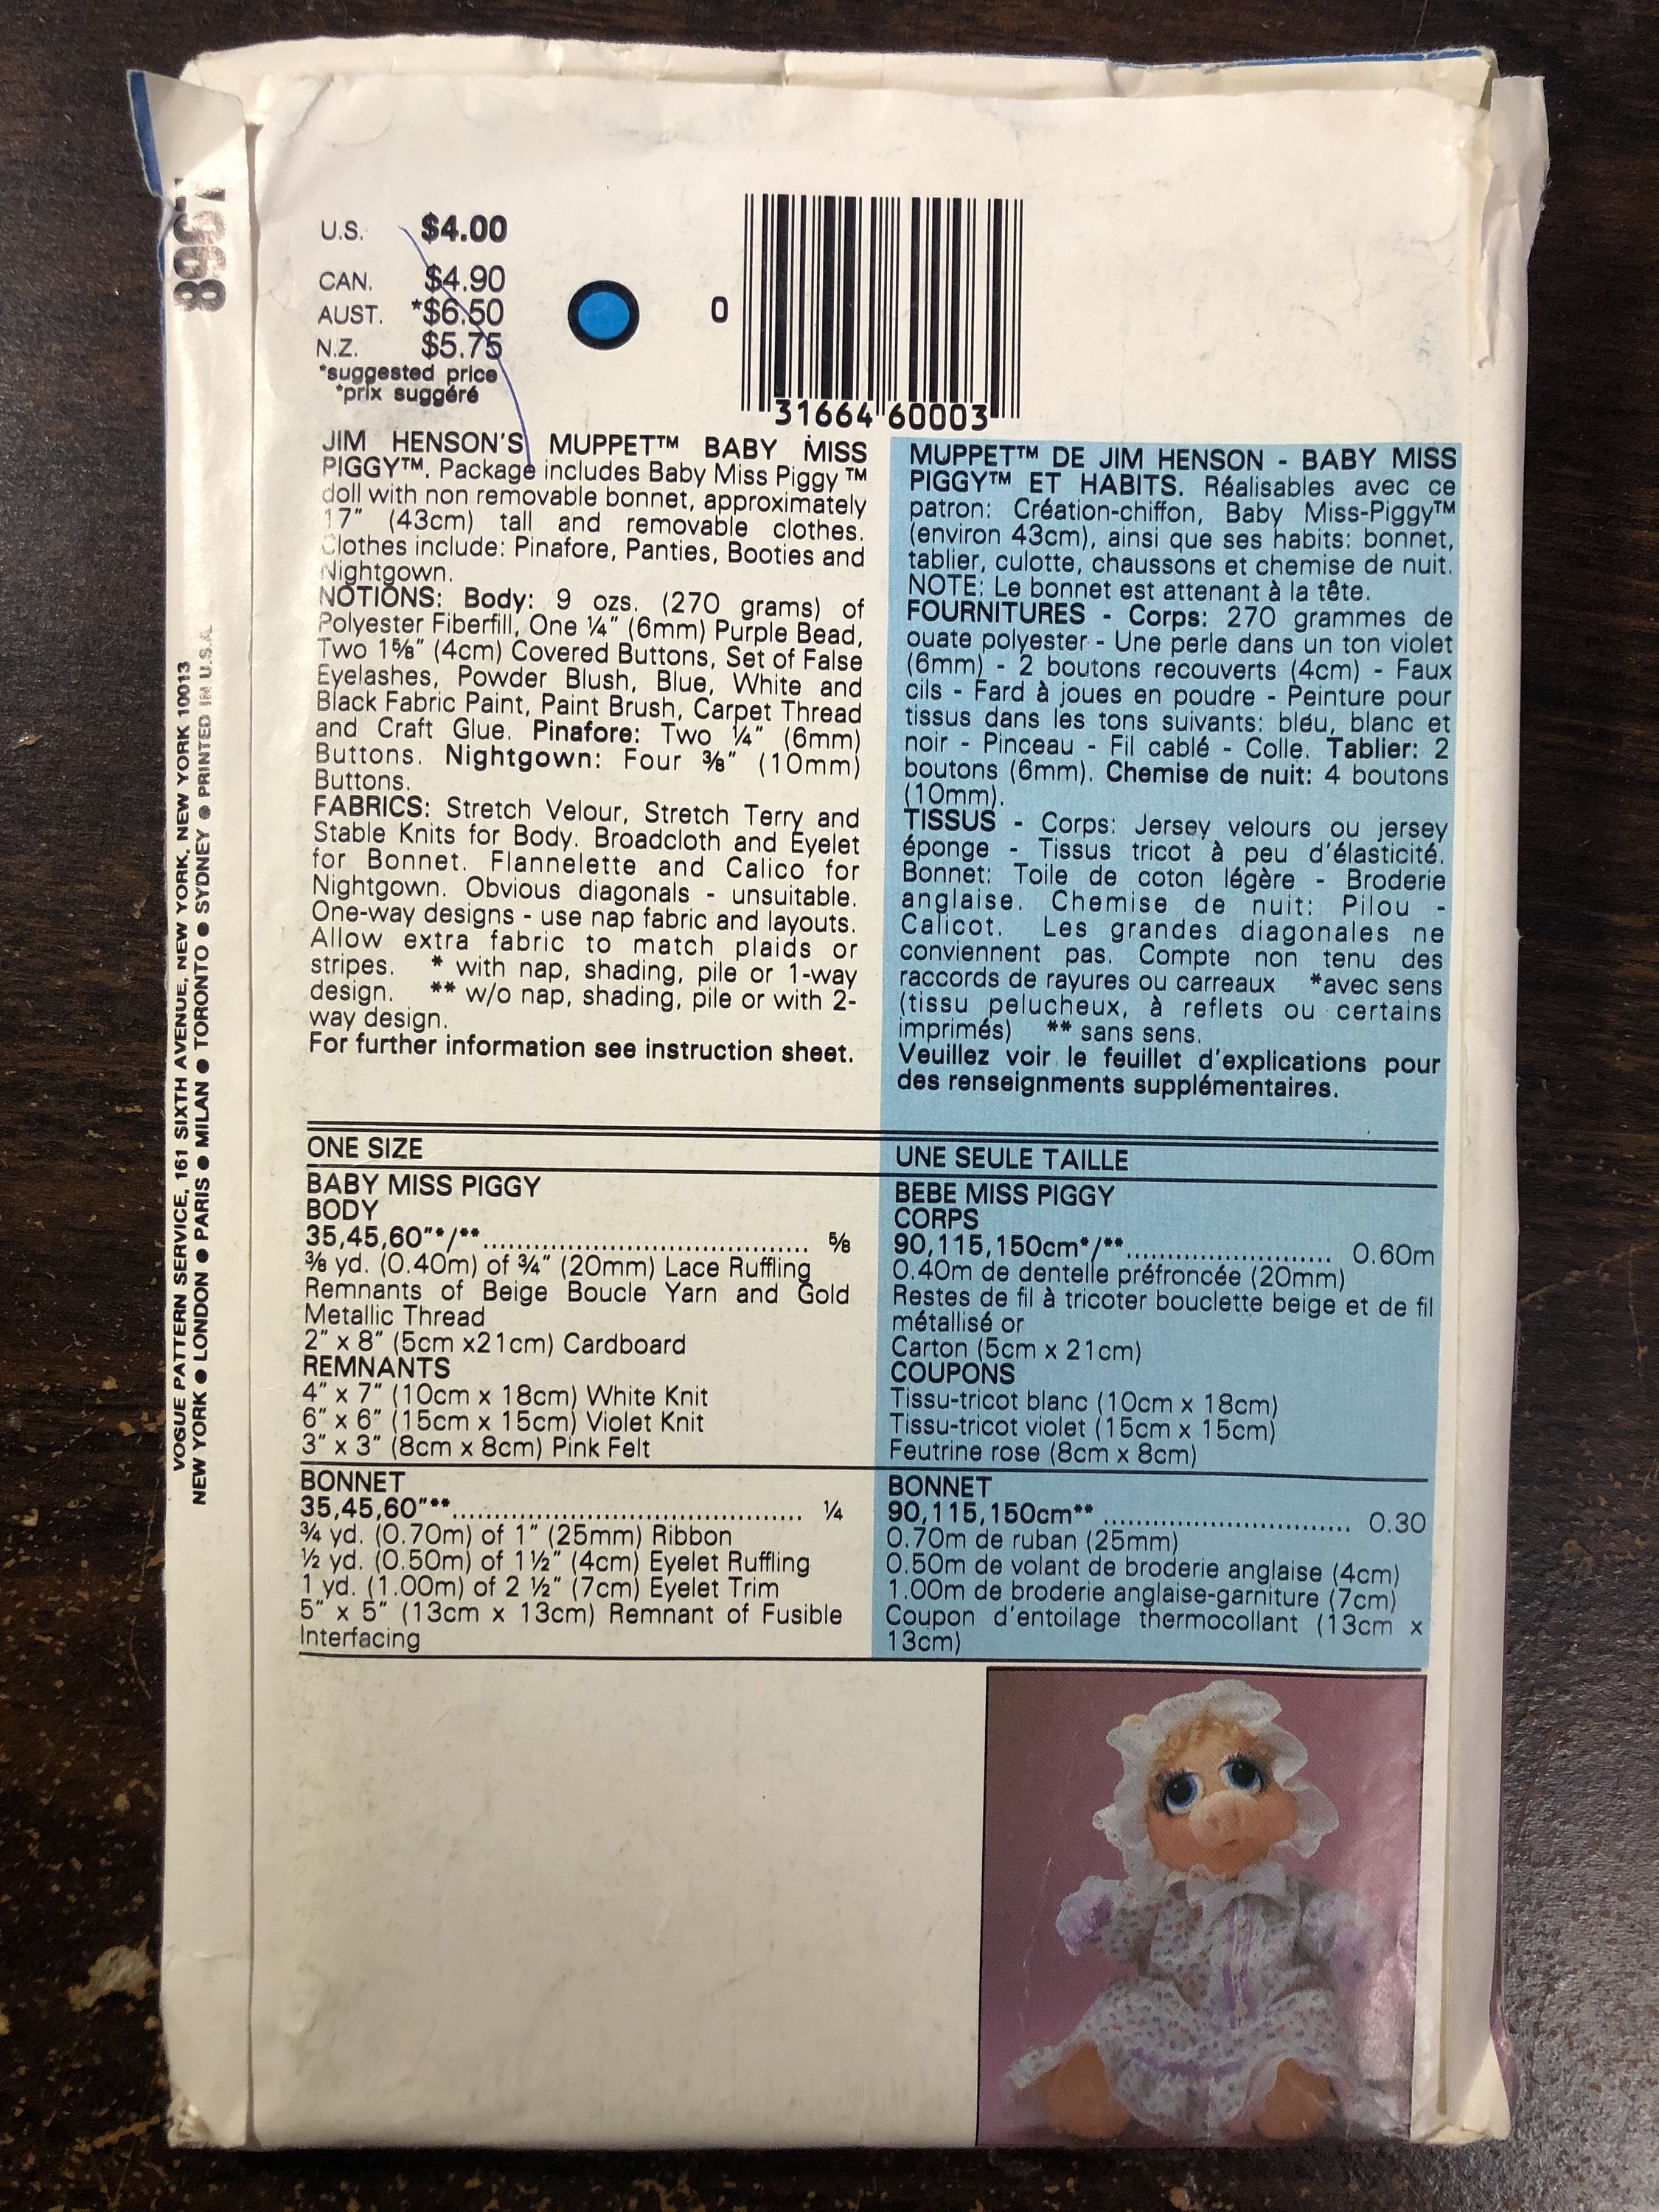 VOGUE PATTERN SERVICE, 161 SIXTH AVENUE, NEW YORK, NEW YORK 10013
NEW YORK ● LONDON ● PARIS ● MILAN ● TORONTO ● SYDNEY ● PRINTED IN U.S.A.
U.S. $4.00
CAN. $4.90
AUST. *$6.50
N.Z. $5.75
*suggested price
*prix suggéré
0 31664 60003
JIM HENSON'S MUPPET™ BABY MISS
PIGGY™. Package includes Baby Miss Piggy ™
doll with non removable bonnet, approximately
17" (43cm) tall and removable clothes.
Clothes include: Pinafore, Panties, Booties and
Nightgown.
NOTIONS: Body: 9 ozs. (270 grams) of
Polyester Fiberfill, One ¼" (6mm) Purple Bead,
Two 1⅝" (4cm) Covered Buttons, Set of False
Eyelashes, Powder Blush, Blue, White and
Black Fabric Paint, Paint Brush, Carpet Thread
and Craft Glue. Pinafore: Two ¼" (6mm)
Buttons. Nightgown: Four ⅜" (10mm)
Buttons.
FABRICS: Stretch Velour, Stretch Terry and
Stable Knits for Body. Broadcloth and Eyelet
for Bonnet. Flannelette and Calico for
Nightgown. Obvious diagonals - unsuitable.
One-way designs - use nap fabric and layouts.
Allow extra fabric to match plaids or
stripes. * with nap, shading, pile or 1-way
design. ** w/o nap, shading, pile or with 2-
way design.
For further information see instruction sheet.
MUPPET™ DE JIM HENSON - BABY MISS
PIGGY™ ET HABITS. Réalisables avec ce
patron: Création-chiffon, Baby Miss-Piggy™
(environ 43cm), ainsi que ses habits: bonnet,
tablier, culotte, chaussons et chemise de nuit.
NOTE: Le bonnet est attenant à la tête.
FOURNITURES - Corps: 270 grammes de
ouate polyester - Une perle dans un ton violet
(6mm) - 2 boutons recouverts (4cm) - Faux
cils - Fard à joues en poudre - Peinture pour
tissus dans les tons suivants: bleu, blanc et
noir - Pinceau - Fil cablé - Colle. Tablier: 2
boutons (6mm). Chemise de nuit: 4 boutons
(10mm).
TISSUS - Corps: Jersey velours ou jersey
éponge - Tissus tricot à peu d'élasticité.
Bonnet: Toile de coton légère - Broderie
anglaise. Chemise de nuit: Pilou -
Calicot. Les grandes diagonales ne
conviennent pas. Compte non tenu des
raccords de rayures ou carreaux *avec sens
(tissu pelucheux, à reflets ou certains
imprimés) ** sans sens.
Veuillez voir le feuillet d'explications pour
des renseignments supplémentaires.
ONE SIZE
BABY MISS PIGGY
BODY
35,45,60"*/**........................................ ⅝
⅜ yd. (0.40m) of ¾" (20mm) Lace Ruffling
Remnants of Beige Boucle Yarn and Gold
Metallic Thread
2" x 8" (5cm x21cm) Cardboard
REMNANTS
4" x 7" (10cm x 18cm) White Knit
6" x 6" (15cm x 15cm) Violet Knit
3" x 3" (8cm x 8cm) Pink Felt
BONNET
35,45,60"**........................................... ¼
¾ yd. (0.70m) of 1" (25mm) Ribbon
½ yd. (0.50m) of 1½" (4cm) Eyelet Ruffling
1 yd. (1.00m) of 2 ½" (7cm) Eyelet Trim
5" x 5" (13cm x 13cm) Remnant of Fusible
Interfacing
UNE SEULE TAILLE
BEBE MISS PIGGY
CORPS
90,115,150cm*/**......................... 0.60m
0.40m de dentelle préfroncée (20mm)
Restes de fil à tricoter bouclette beige et de fil
métallisé or
Carton (5cm x 21cm)
COUPONS
Tissu-tricot blanc (10cm x 18cm)
Tissu-tricot violet (15cm x 15cm)
Feutrine rose (8cm x 8cm)
BONNET
90,115,150cm** .............................. 0.30
0.70m de ruban (25mm)
0.50m de volant de broderie anglaise (4cm)
1.00m de broderie anglaise-garniture (7cm)
Coupon d'entoilage thermocollant (13cm x
13cm)